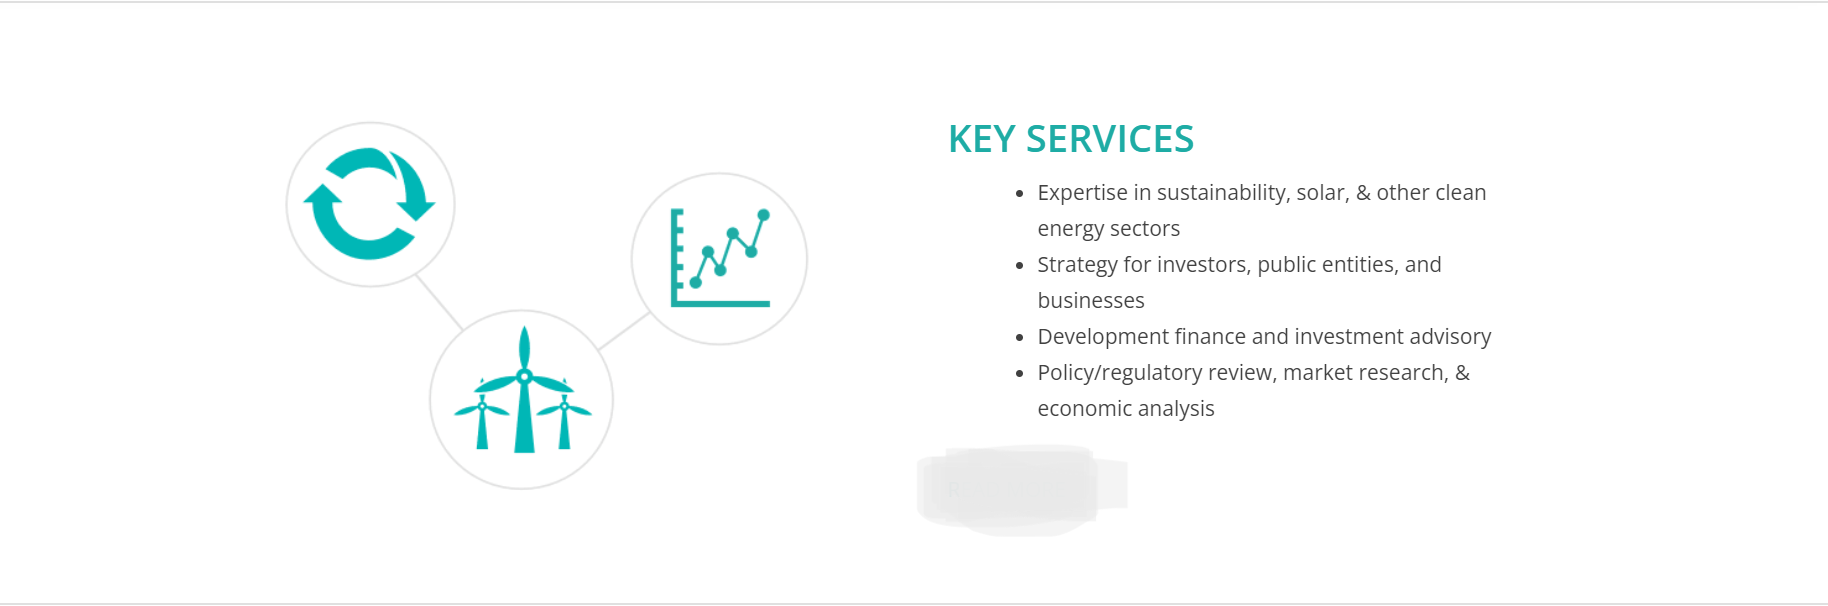 KEY SERVICES
• Expertise in sustainability, solar, & other clean
energy sectors
• Strategy for investors, public entities, and
businesses
• Development finance and investment advisory
• Policy/regulatory review, market research, &
economic analysis